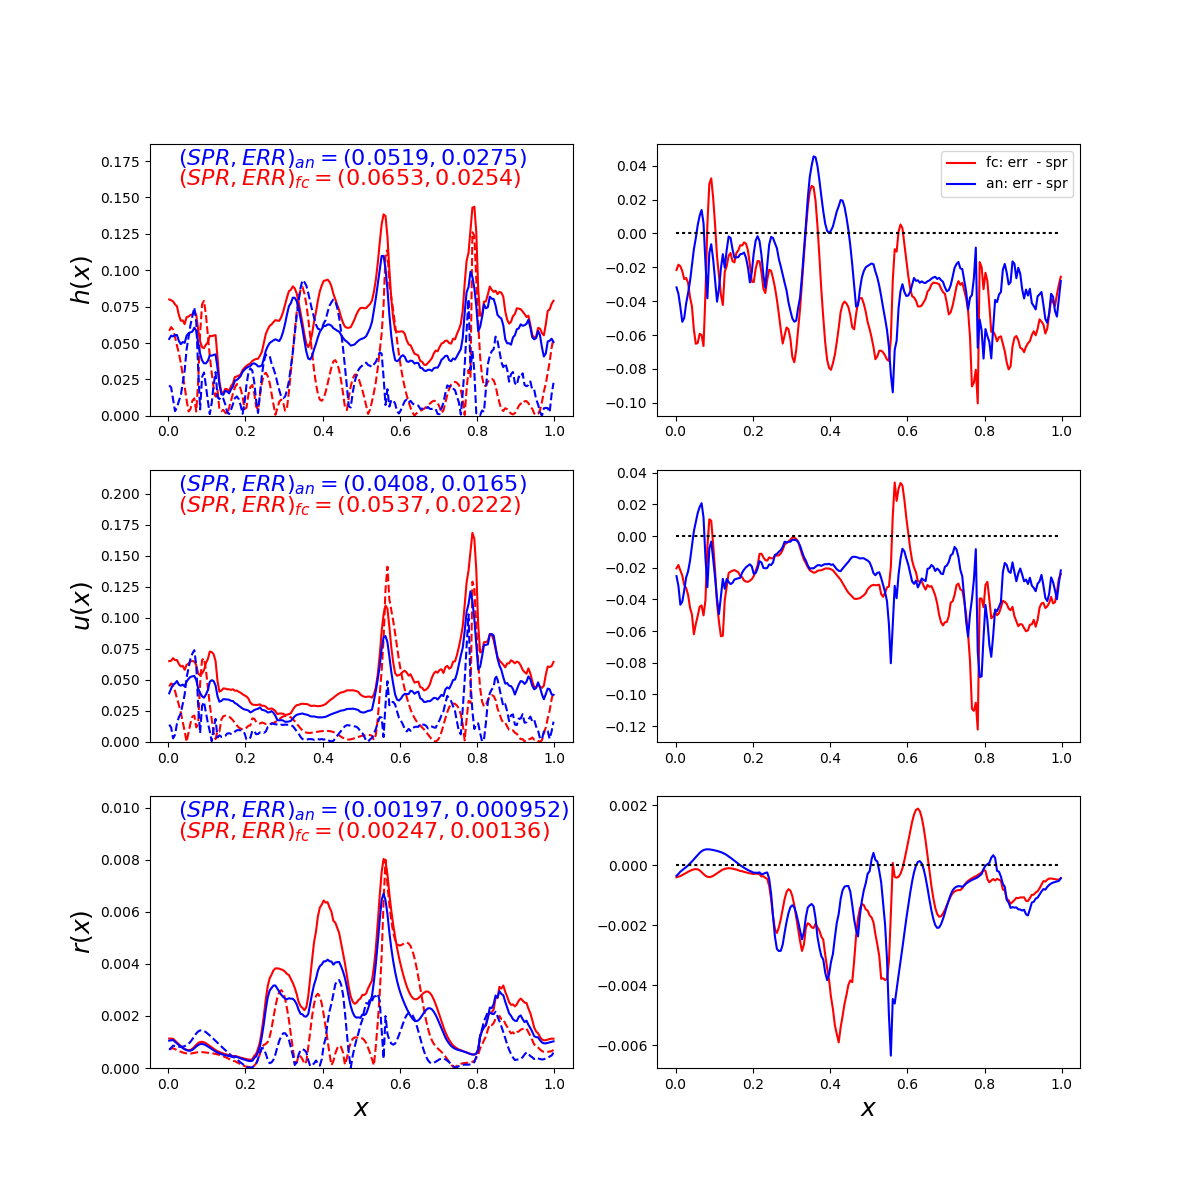 (SPR, ERR)an = (0.0519, 0.0275)
(SPR, ERR)fc = (0.0653, 0.0254)
h(x)
0.175
0.150
0.125
0.100
0.075
0.050
0.025
0.000
0.0 0.2 0.4 0.6 0.8 1.0
fc: err - spr
an: err - spr
0.04
0.02
0.00
−0.02
−0.04
−0.06
−0.08
−0.10
0.0 0.2 0.4 0.6 0.8 1.0
(SPR, ERR)an = (0.0408, 0.0165)
(SPR, ERR)fc = (0.0537, 0.0222)
u(x)
0.200
0.175
0.150
0.125
0.100
0.075
0.050
0.025
0.000
0.0 0.2 0.4 0.6 0.8 1.0
0.04
0.02
0.00
−0.02
−0.04
−0.06
−0.08
−0.10
−0.12
0.0 0.2 0.4 0.6 0.8 1.0
(SPR, ERR)an = (0.00197, 0.000952)
(SPR, ERR)fc = (0.00247, 0.00136)
r(x)
0.010
0.008
0.006
0.004
0.002
0.000
0.0 0.2 0.4 0.6 0.8 1.0
x
0.002
0.000
−0.002
−0.004
−0.006
0.0 0.2 0.4 0.6 0.8 1.0
x